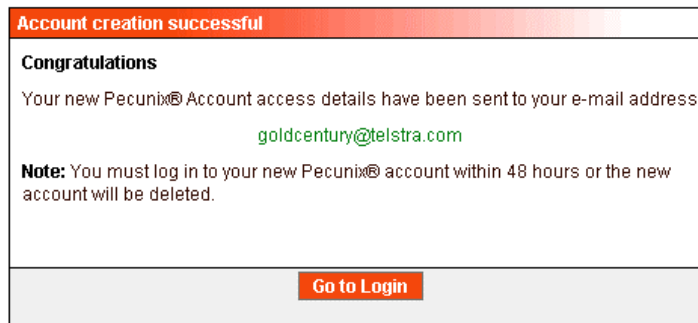 Account creation successful
Congratulations
Your new Pecunix® Account access details have been sent to your e-mail address
goldcentury@telstra.com
Note: You must log in to your new Pecunix® account within 48 hours or the new
account will be deleted.
Go to Login